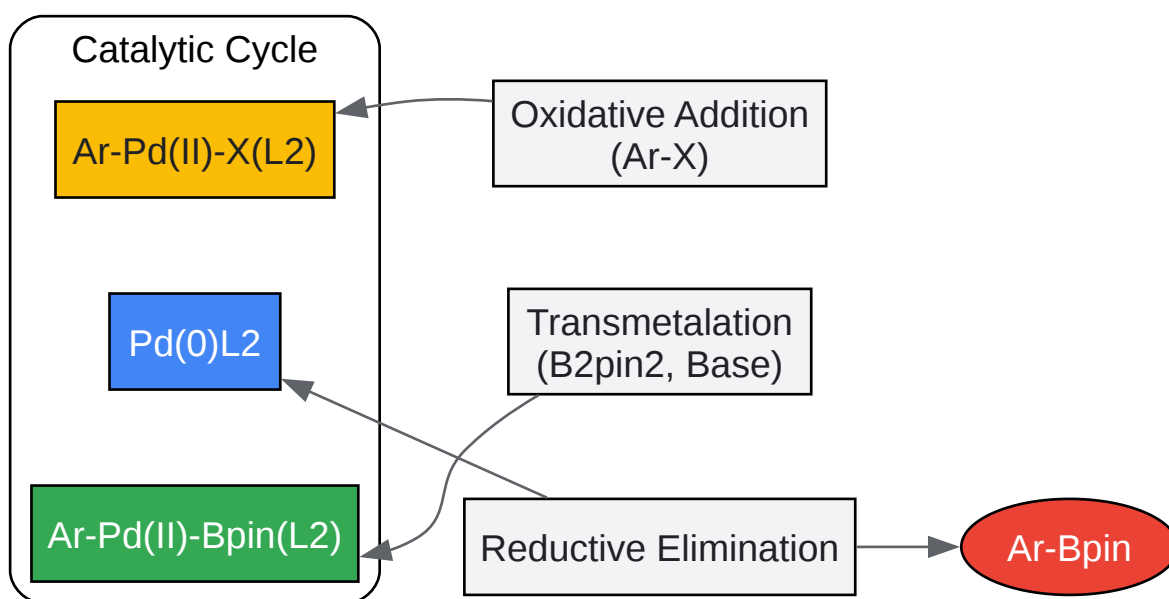 Catalytic Cycle
Ar-Pd(II)-X(L2)
Oxidative Addition
(Ar-X)
Pd(0)L2
Transmetalation
(B2pin2, Base)
Ar-Pd(II)-Bpin(L2)
Reductive Elimination
Ar-Bpin